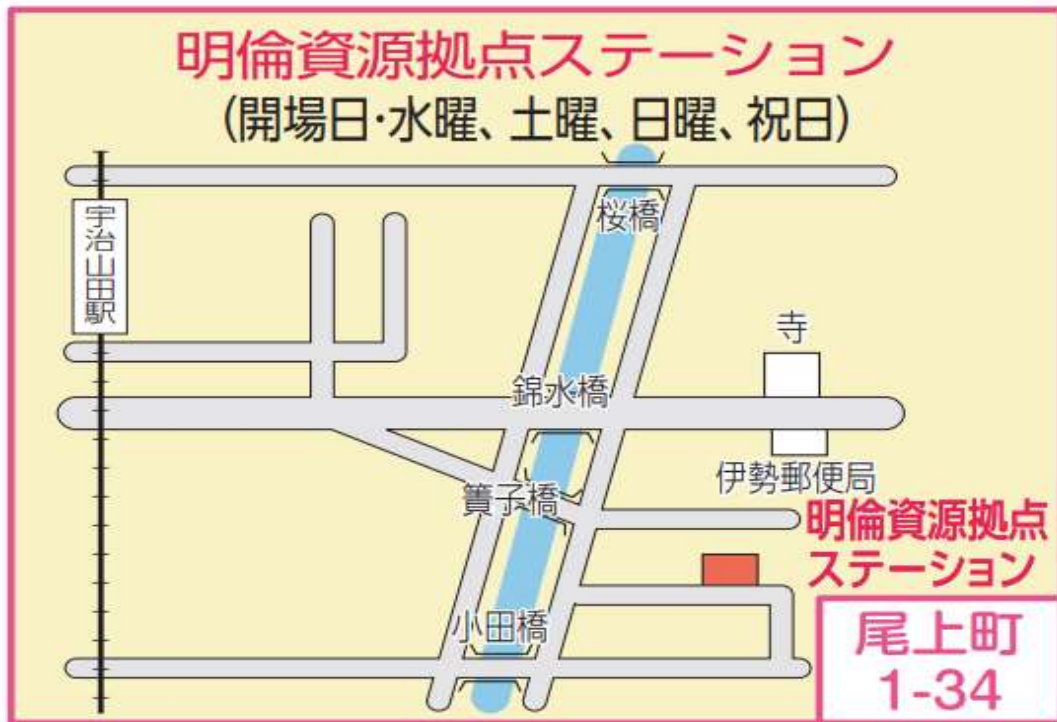 明倫資源拠点ステーション
(開場日･水曜、土曜、日曜、祝日)
宇治山田駅
桜橋
寺
錦水橋
伊勢郵便局
簀子橋
明倫資源拠点
ステーション
小田橋
尾上町
1-34